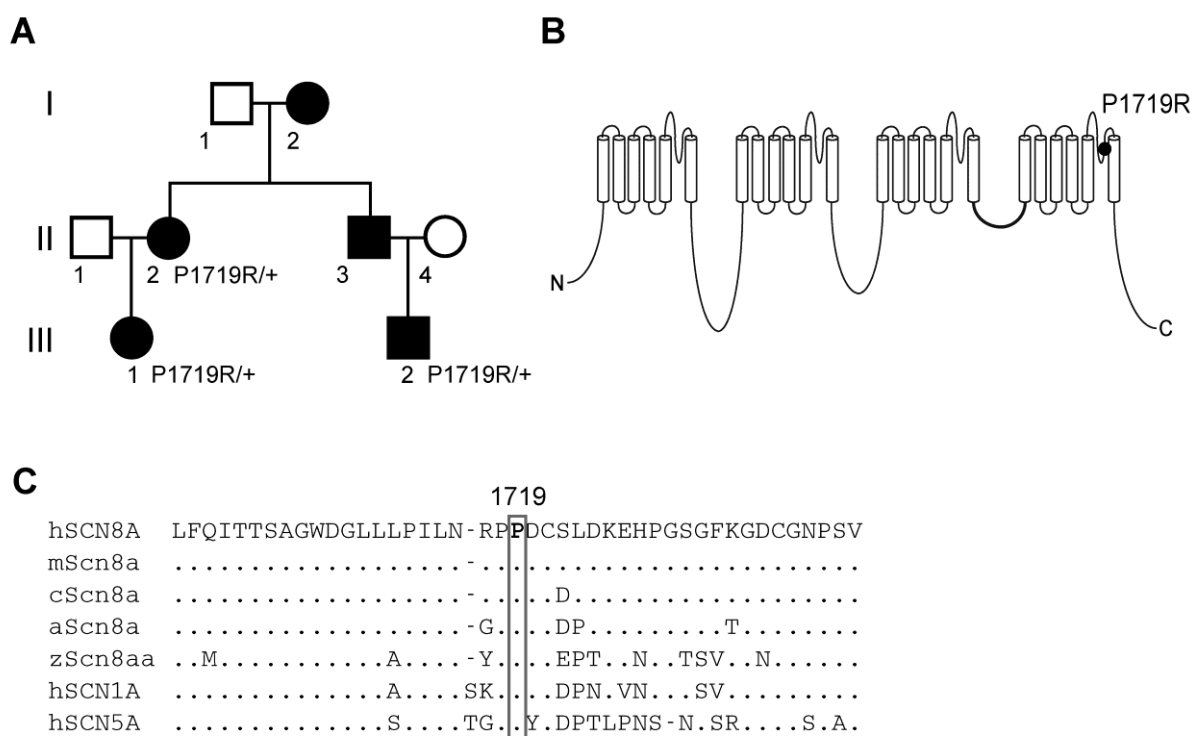 A
B
I
1
2
II
1
2 P1719R/+
3
4
III
1 P1719R/+
2 P1719R/+
P1719R
N
C
C
1719
hSCN8A LFQITTSAGWDGLLLPILN-RPPDCSLDKEHPGSGFKGDCGNPSV
mScn8a ...................-.........................
cScn8a ...................-.....D...................
aScn8a ...................-G....DP.........T........
zScn8aa ..M...........A....-Y....EPT..N..TSV..N......
hSCN1A ..............A....SK....DPN.VN...SV.........
hSCN5A ..............S....TG..Y.DPTLPNS-N.SR....S.A.